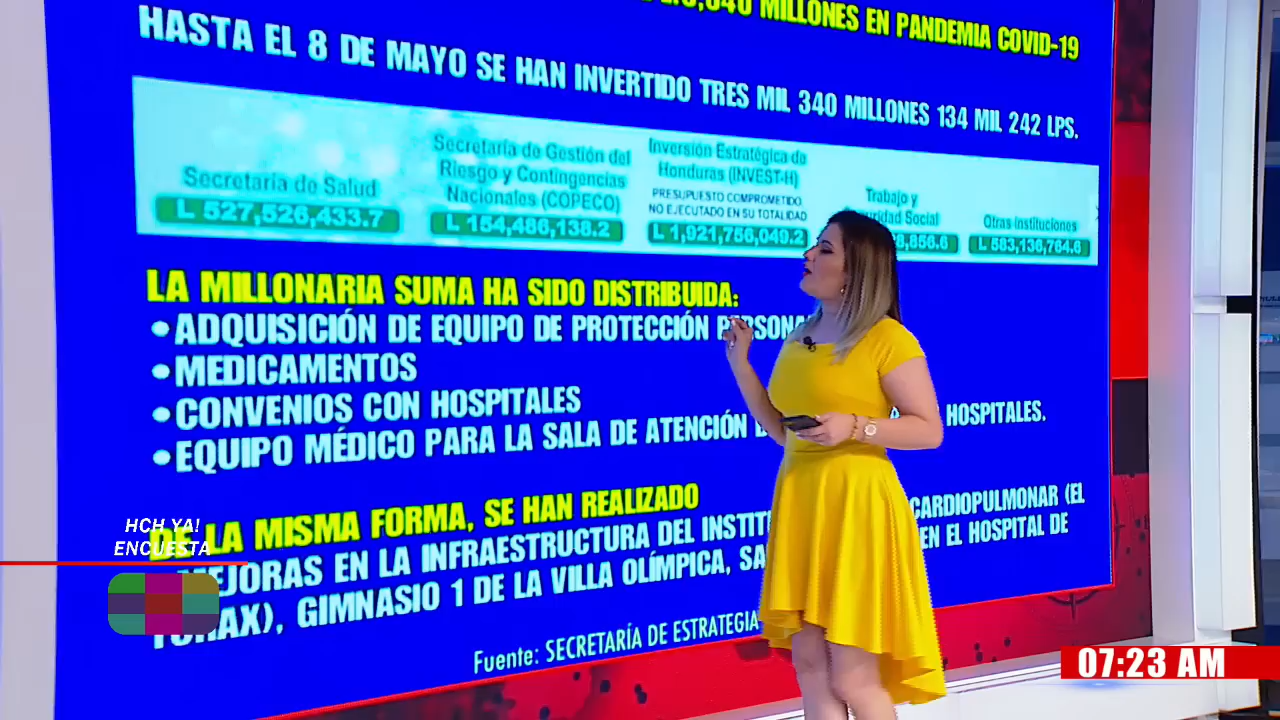 MILLONES EN PANDEMIA COVID-19
HASTA EL 8 DE MAYO SE HAN INVERTIDO TRES MIL 340 MILLONES 134 MIL 242 LPS.
Secretaría de Salud
L 527,526,433.7
Secretaría de Gestión del
Riesgo y Contingencias
Nacionales (COPECO)
L 154,486,138.2
Inversión Estratégica de
Honduras (INVEST-H)
PRESUPUESTO COMPROMETIDO
NO EJECUTADO EN SU TOTALIDAD
L 1,921,756,049.2
Trabajo y
Social
Otras instituciones
L 583,136,764.6
LA MILLONARIA SUMA HA SIDO DISTRIBUIDA:
•ADQUISICIÓN DE EQUIPO DE PROTECCIÓN
•MEDICAMENTOS
•CONVENIOS CON HOSPITALES
•EQUIPO MÉDICO PARA LA SALA DE ATENCIÓN HOSPITALES.
DE LA MISMA FORMA, SE HAN REALIZADO
MEJORAS EN LA INFRAESTRUCTURA DEL CARDIOPULMONAR (EL
GIMNASIO 1 DE LA VILLA OLÍMPICA, EN EL HOSPITAL DE
Fuente: SECRETARÍA DE ESTRATEGIA
HCH YA!
ENCUESTA
07:23 AM